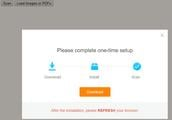 Scan Load Images or PDFs
Please complete one-time setup
Download Install Scan
Download
After the installation, please REFRESH your browser.